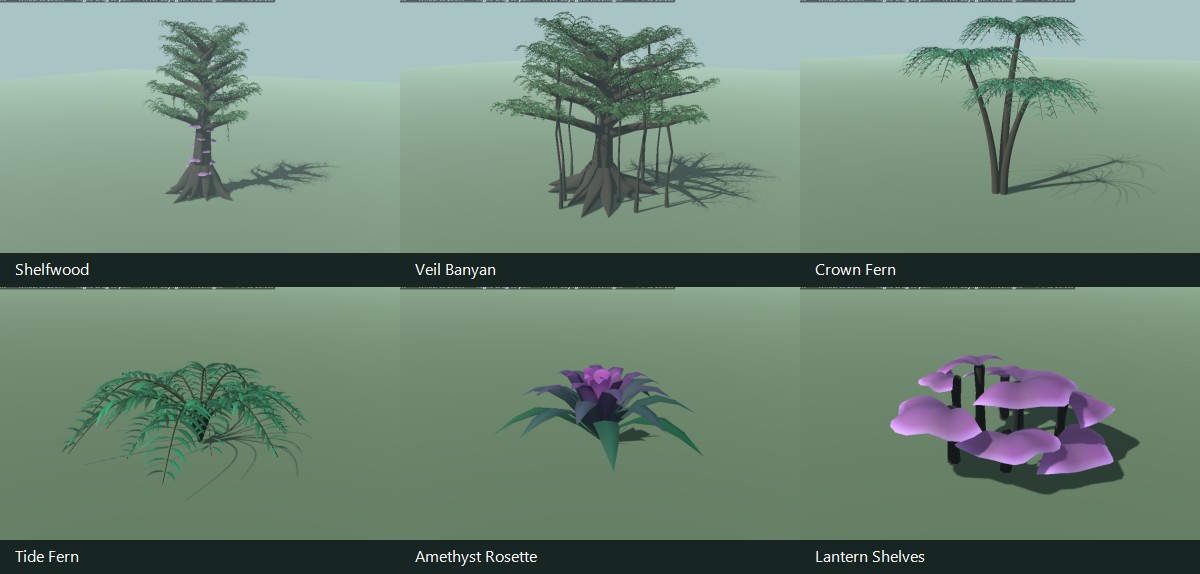 Shelfwood
Veil Banyan
Crown Fern
Tide Fern
Amethyst Rosette
Lantern Shelves